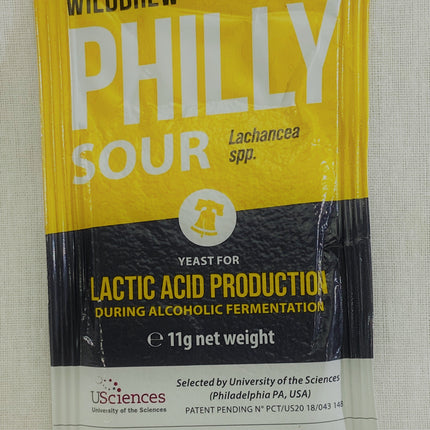 WILDBREW
PHILLY
SOUR
Lachancea
spp.
YEAST FOR
LACTIC ACID PRODUCTION
DURING ALCOHOLIC FERMENTATION
℮ 11g net weight
USciences
University of the Sciences
Selected by University of the Sciences
(Philadelphia PA, USA)
PATENT PENDING N° PCT/US20 18/043 148